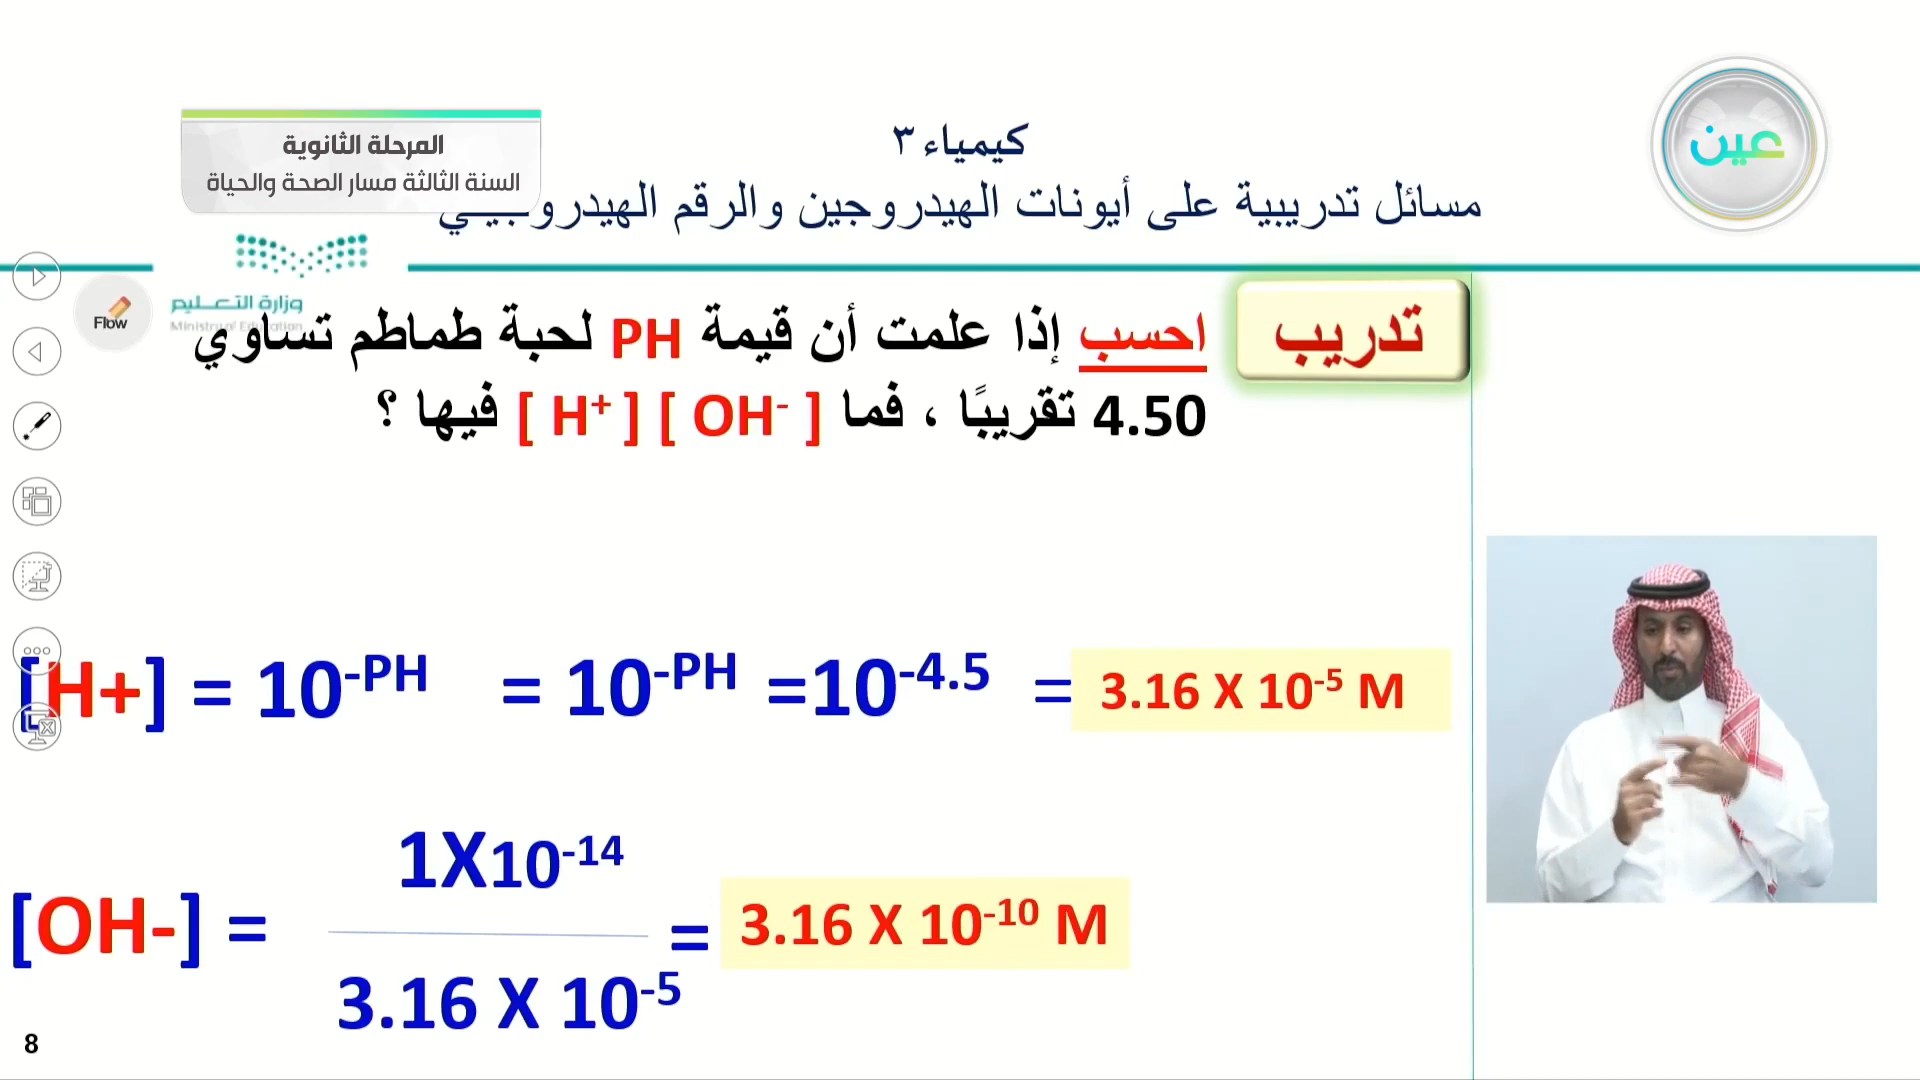 المرحلة الثانوية
السنة الثالثة مسار الصحة والحياة
كيمياء ٣
مسائل تدريبية على أيونات الهيدروجين والرقم الهيدروجيني
عين
وزارة التعليم
Ministry of Education
Flow
تدريب
احسب إذا علمت أن قيمة PH لحبة طماطم تساوي
4.50 تقريبًا ، فما [ OH- ] [ H+ ] فيها ؟
[H+] = 10-PH = 10-PH =10-4.5 = 3.16 X 10-5 M
1X10-14
[OH-] = = 3.16 X 10-10 M
3.16 X 10-5
8